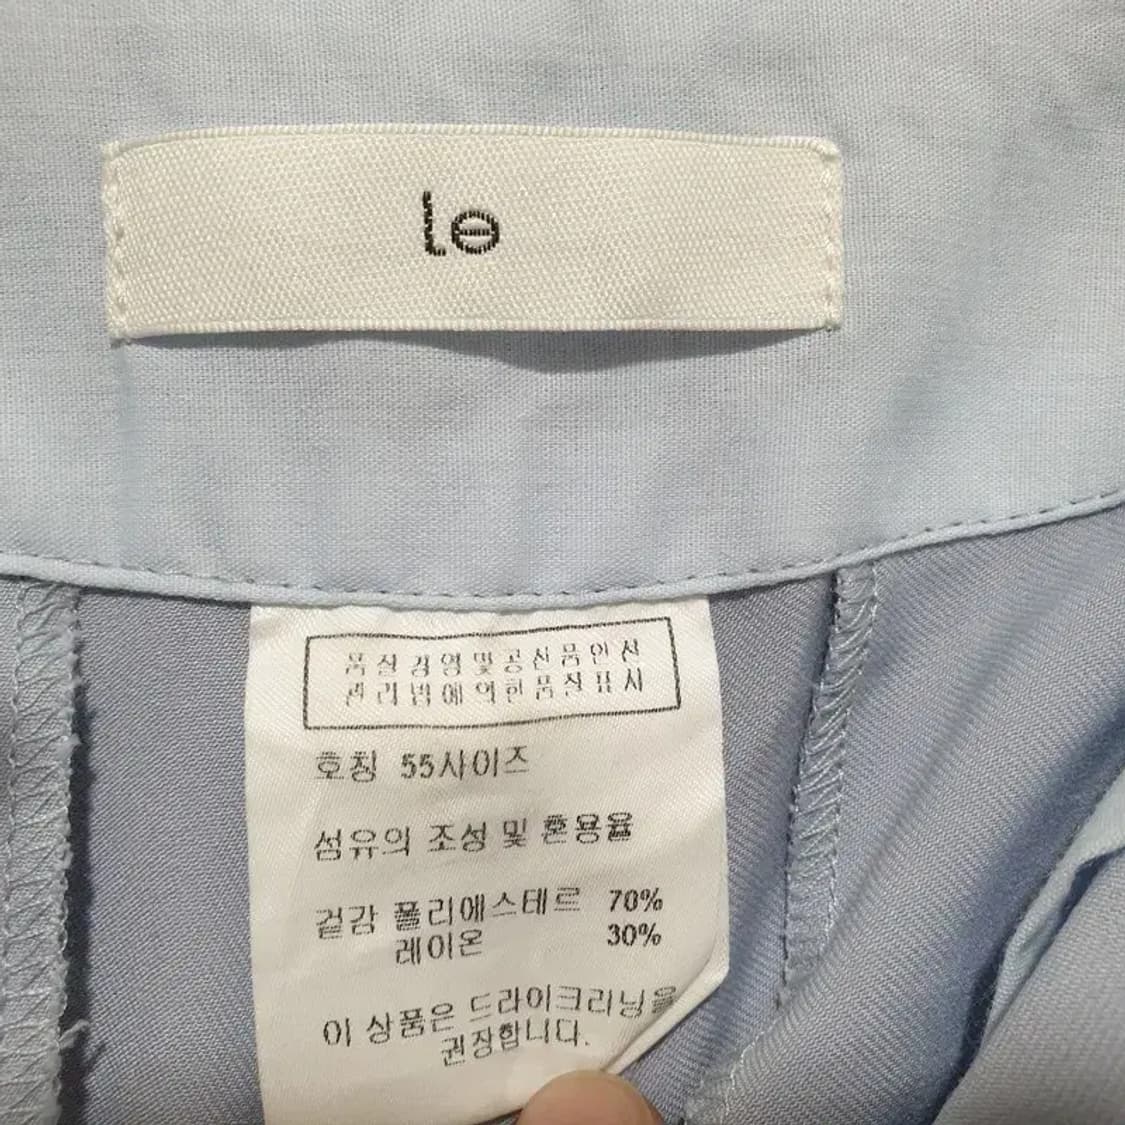 le
품질경영및공산품안전
관리법에의한품질표시
호칭 55사이즈
섬유의 조성 및 혼용율
겉감 폴리에스테르 70%
레이온 30%
이 상품은 드라이크리닝을
권장합니다.